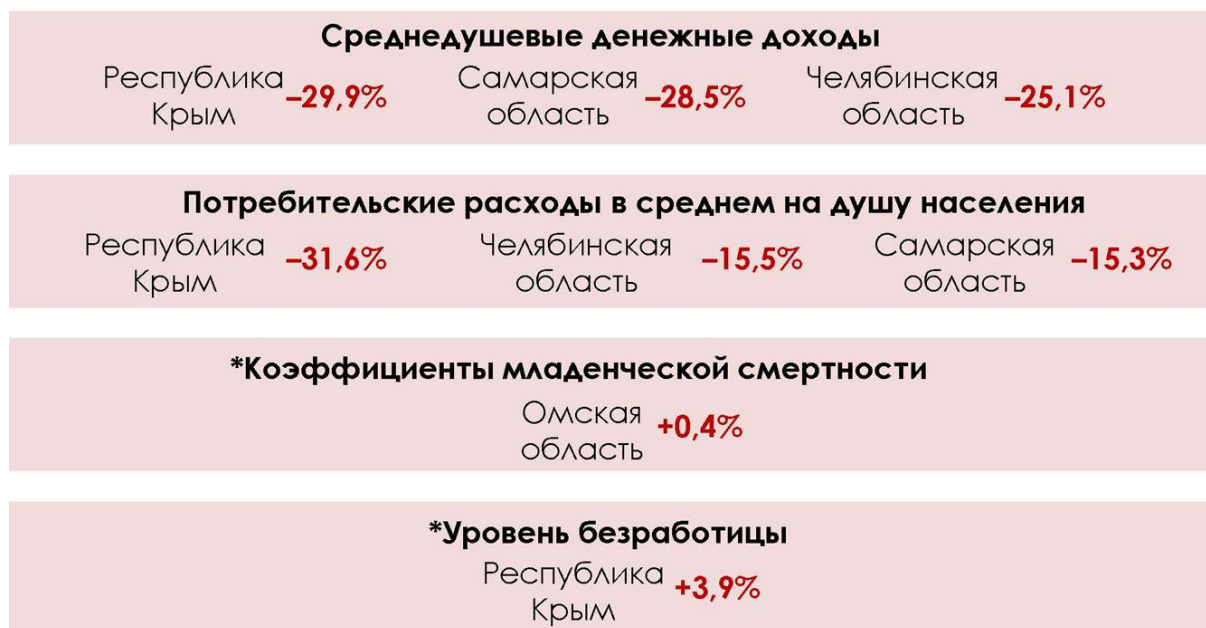 Среднедушевые денежные доходы
Республика Крым –29,9%
Самарская область –28,5%
Челябинская область –25,1%
Потребительские расходы в среднем на душу населения
Республика Крым –31,6%
Челябинская область –15,5%
Самарская область –15,3%
*Коэффициенты младенческой смертности
Омская область +0,4%
*Уровень безработицы
Республика Крым +3,9%